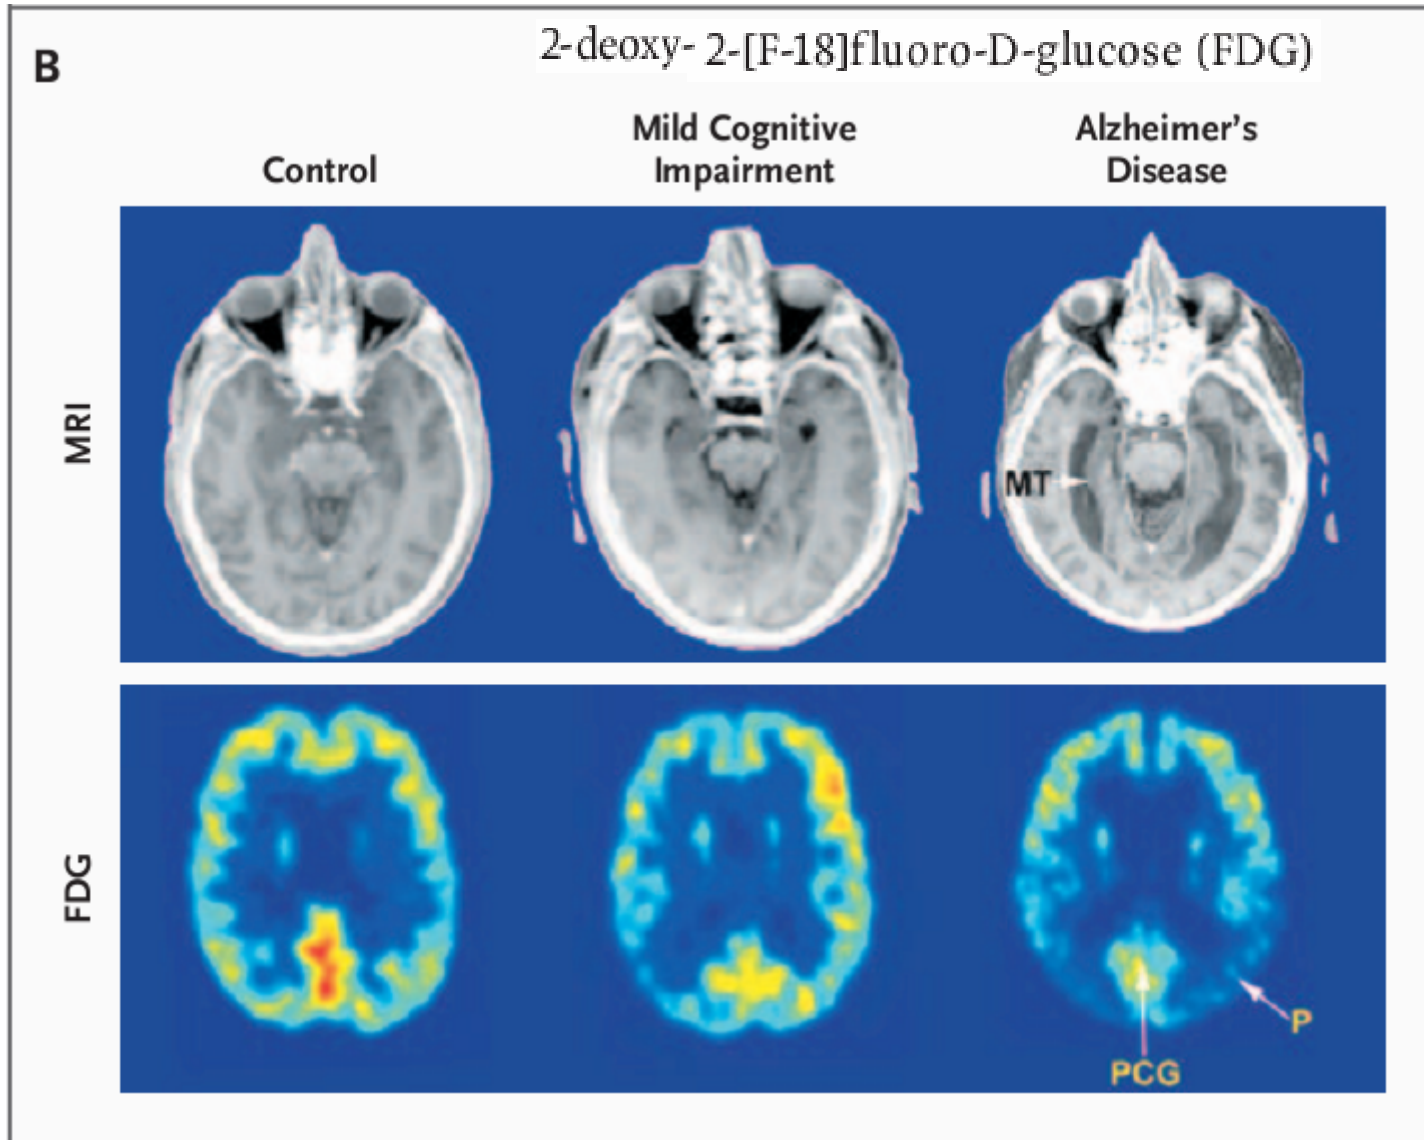 B
2-deoxy- 2-[F-18]fluoro-D-glucose (FDG)
Control
Mild Cognitive
Impairment
Alzheimer's
Disease
MRI
MT
FDG
P
PCG